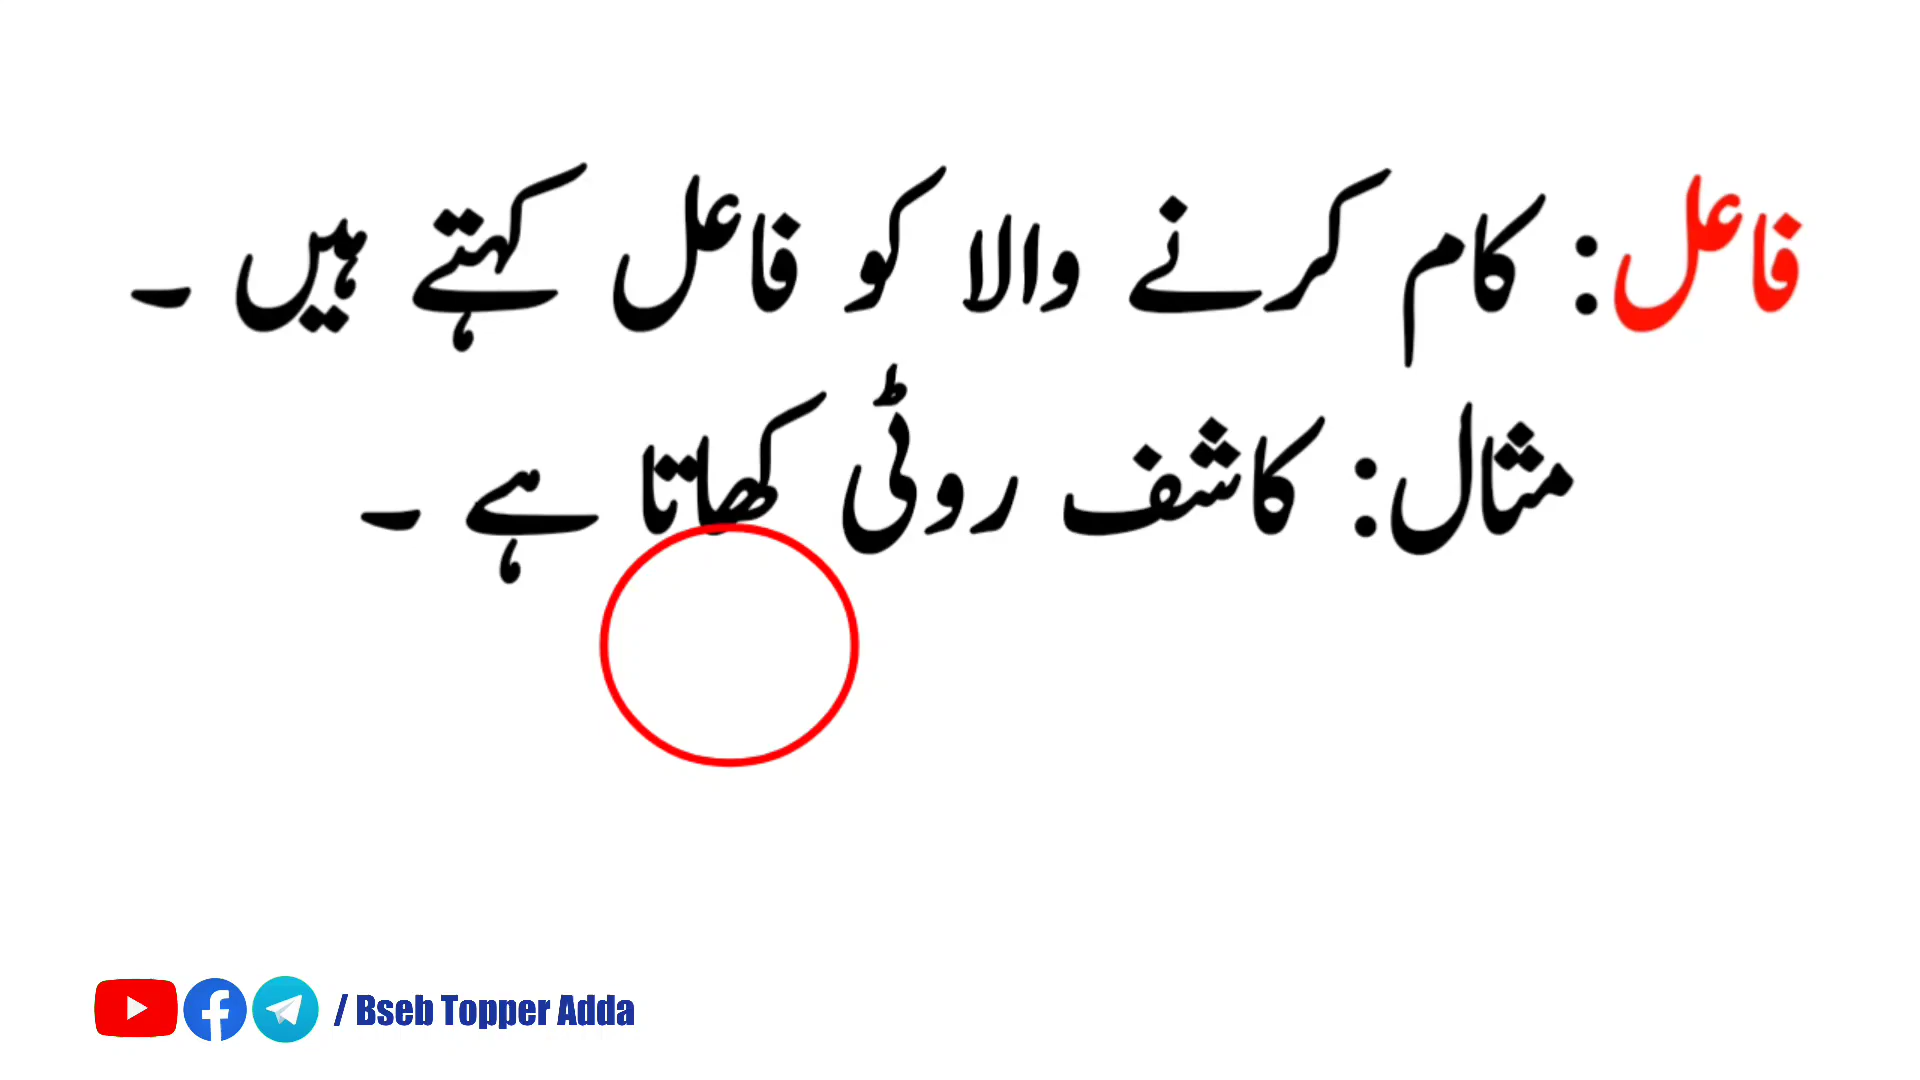 فاعل: کام کرنے والا کو فاعل کہتے ہیں ۔
مثال: کاشف روٹی کھاتا ہے ۔
/ Bseb Topper Adda